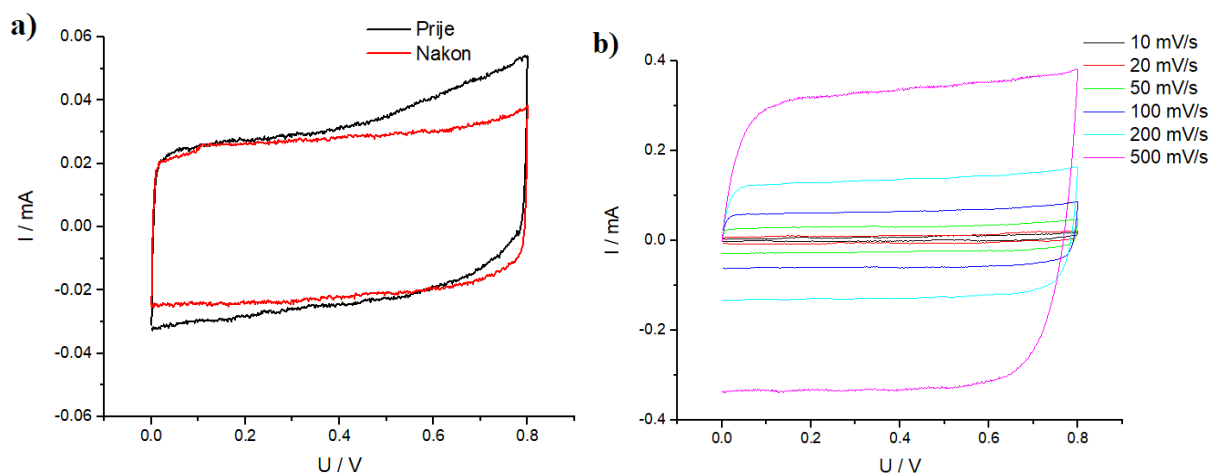 a)
Prije
Nakon
0.06
0.04
0.02
0.00
-0.02
-0.04
-0.06
I / mA
0.0 0.2 0.4 0.6 0.8
U / V
b)
10 mV/s
20 mV/s
50 mV/s
100 mV/s
200 mV/s
500 mV/s
0.4
0.2
0.0
-0.2
-0.4
I / mA
0.0 0.2 0.4 0.6 0.8
U / V